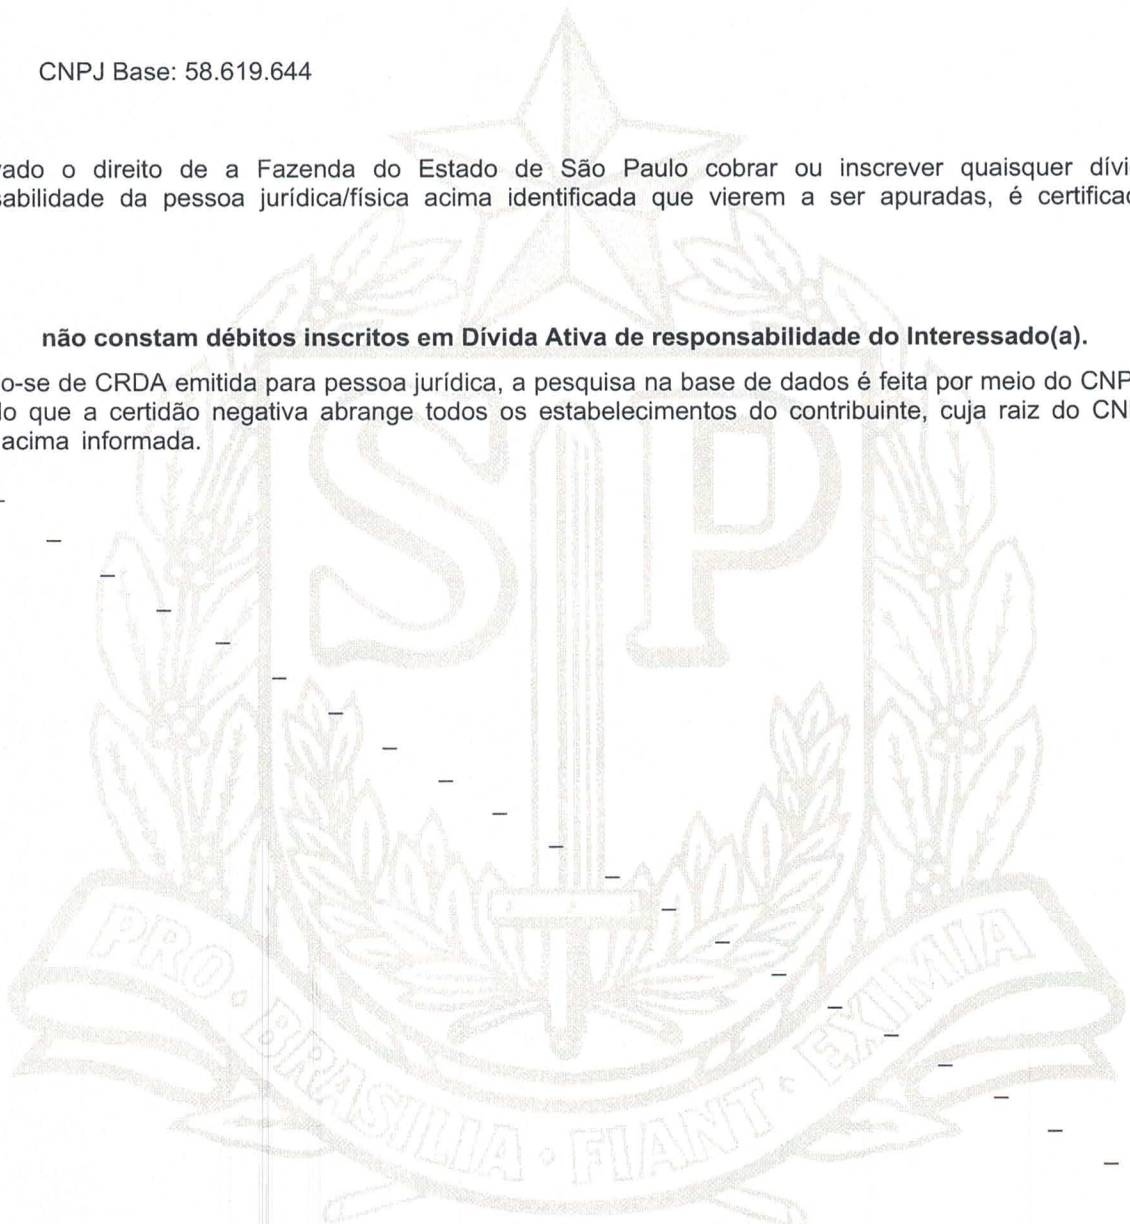 CNPJ Base: 58.619.644
vado o direito de a Fazenda do Estado de São Paulo cobrar ou inscrever quaisquer dívi
sabilidade da pessoa jurídica/física acima identificada que vierem a ser apuradas, é certificad
não constam débitos inscritos em Dívida Ativa de responsabilidade do Interessado(a).
o-se de CRDA emitida para pessoa jurídica, a pesquisa na base de dados é feita por meio do CNP
do que a certidão negativa abrange todos os estabelecimentos do contribuinte, cuja raiz do CN
acima informada.
SP
PRO · BRASILIA · FIANT · EXIMIA